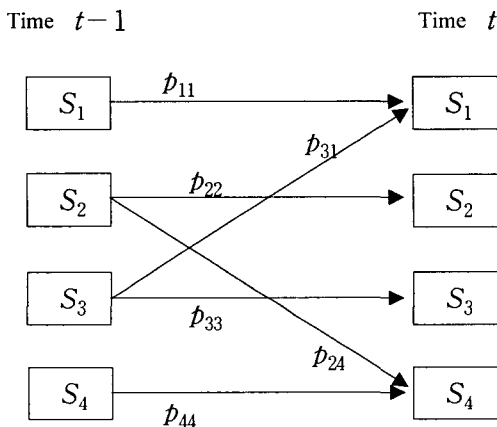 Time t−1 Time t
p11
S1 S1
p31
p22
S2 S2
S3 S3
p33
p24
S4 S4
p44